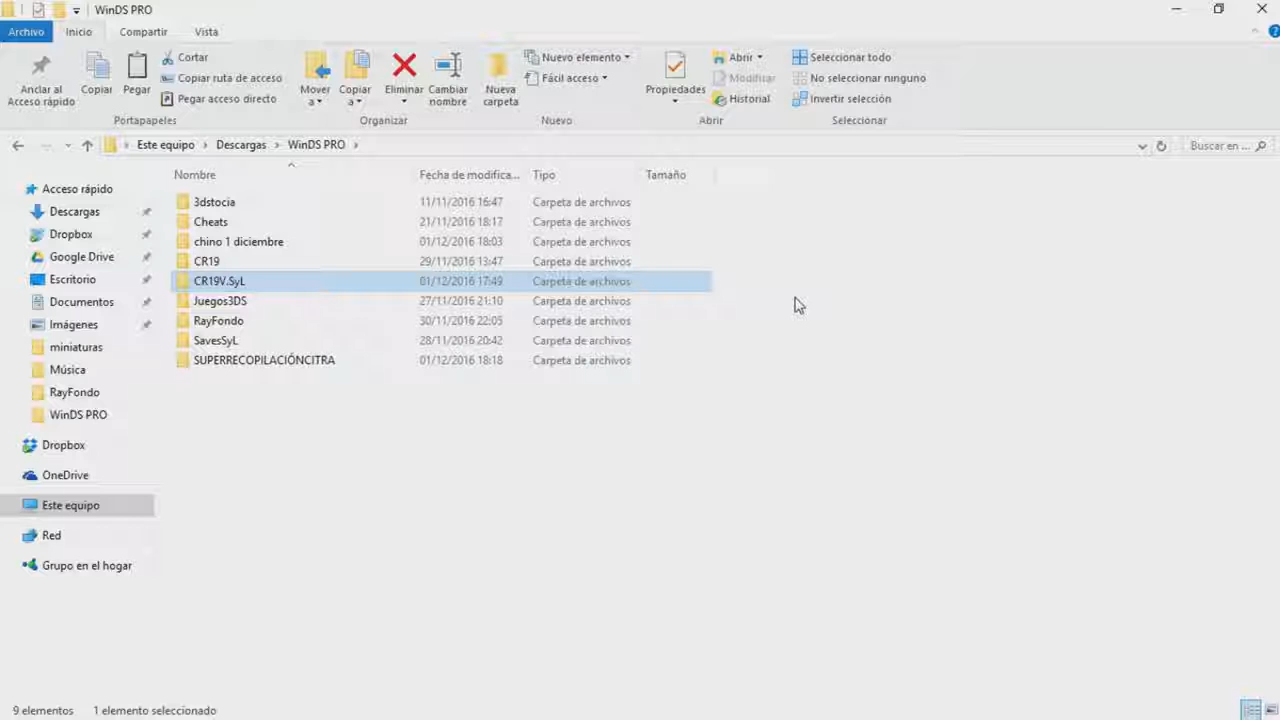 WinDS PRO
Archivo Inicio Compartir Vista
Anclar al Acceso rápido
Copiar
Pegar
Cortar
Copiar ruta de acceso
Pegar acceso directo
Portapapeles
Mover a
Copiar a
Eliminar
Cambiar nombre
Organizar
Nueva carpeta
Nuevo elemento
Fácil acceso
Nuevo
Propiedades
Abrir
Modificar
Historial
Abrir
Seleccionar todo
No seleccionar ninguno
Invertir selección
Seleccionar
Este equipo > Descargas > WinDS PRO >
Buscar en ...
Acceso rápido
Descargas
Dropbox
Google Drive
Escritorio
Documentos
Imágenes
miniaturas
Música
RayFondo
WinDS PRO
Dropbox
OneDrive
Este equipo
Red
Grupo en el hogar
Nombre Fecha de modifica... Tipo Tamaño
3dstocia 11/11/2016 16:47 Carpeta de archivos
Cheats 21/11/2016 18:17 Carpeta de archivos
chino 1 diciembre 01/12/2016 18:03 Carpeta de archivos
CR19 29/11/2016 13:47 Carpeta de archivos
CR19V.SyL 01/12/2016 17:49 Carpeta de archivos
Juegos3DS 27/11/2016 21:10 Carpeta de archivos
RayFondo 30/11/2016 22:05 Carpeta de archivos
SavesSyL 28/11/2016 20:42 Carpeta de archivos
SUPERRECOPILACIÓNCITRA 01/12/2016 18:18 Carpeta de archivos
9 elementos 1 elemento seleccionado